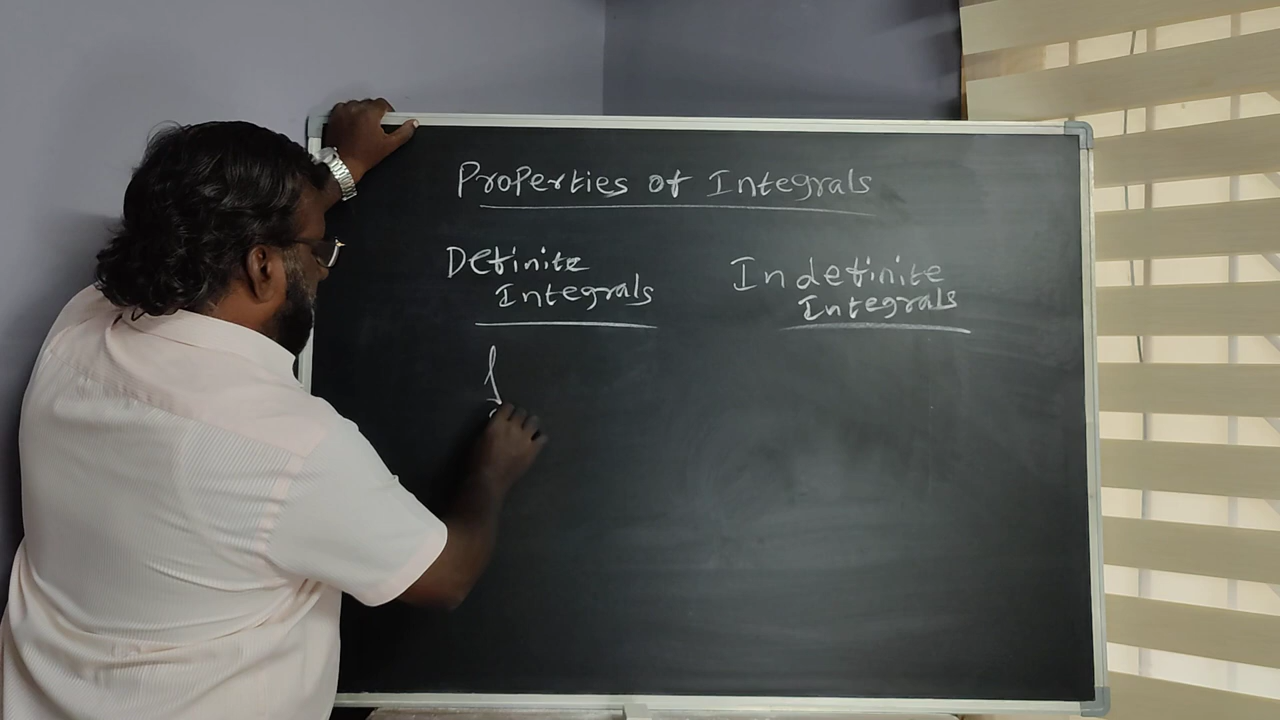 Properties of Integrals
Definite
Integrals
Indefinite
Integrals
∫